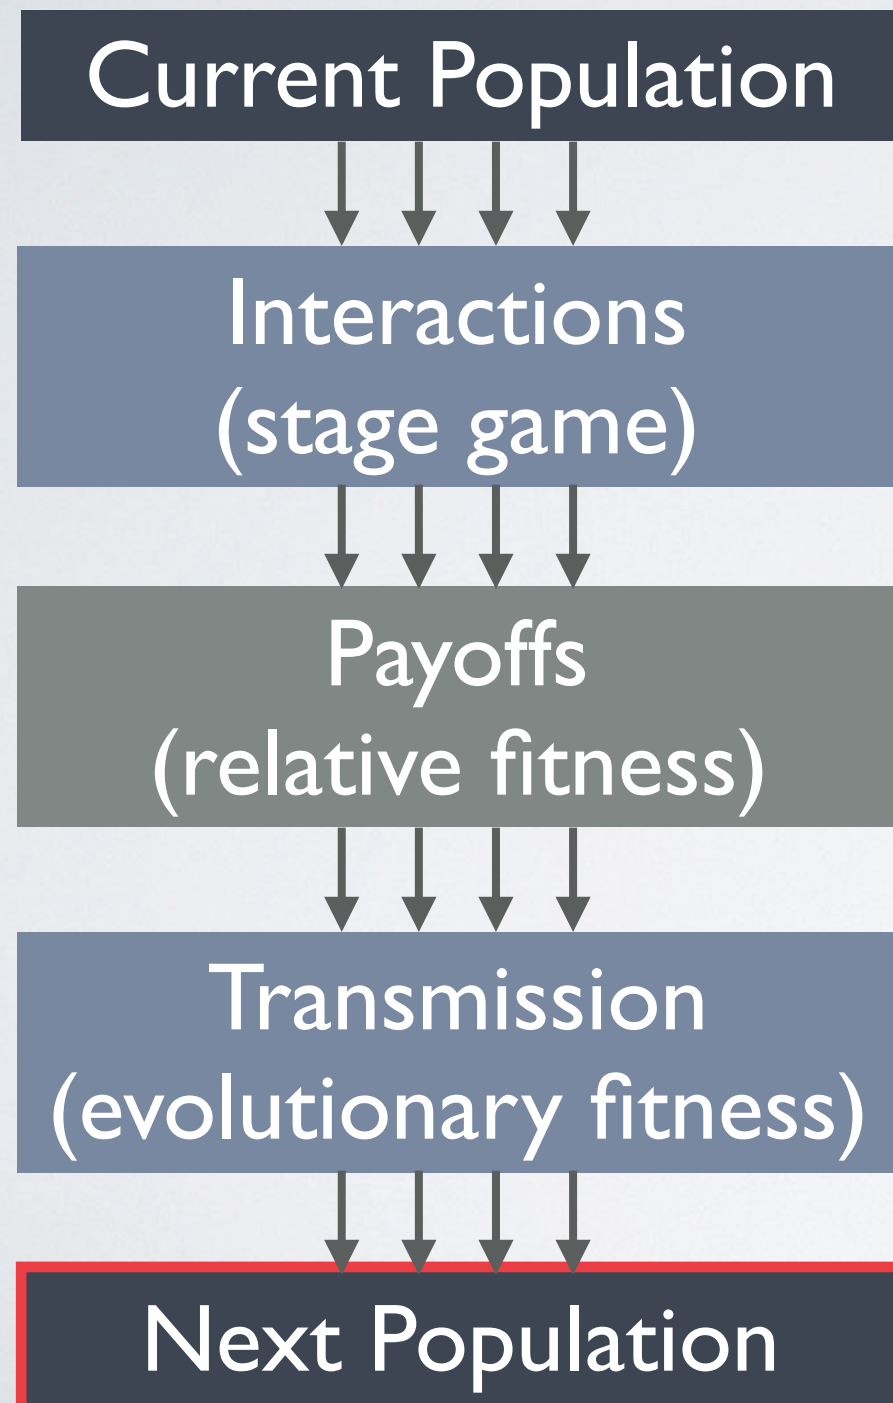 Current Population
Interactions
(stage game)
Payoffs
(relative fitness)
Transmission
(evolutionary fitness)
Next Population